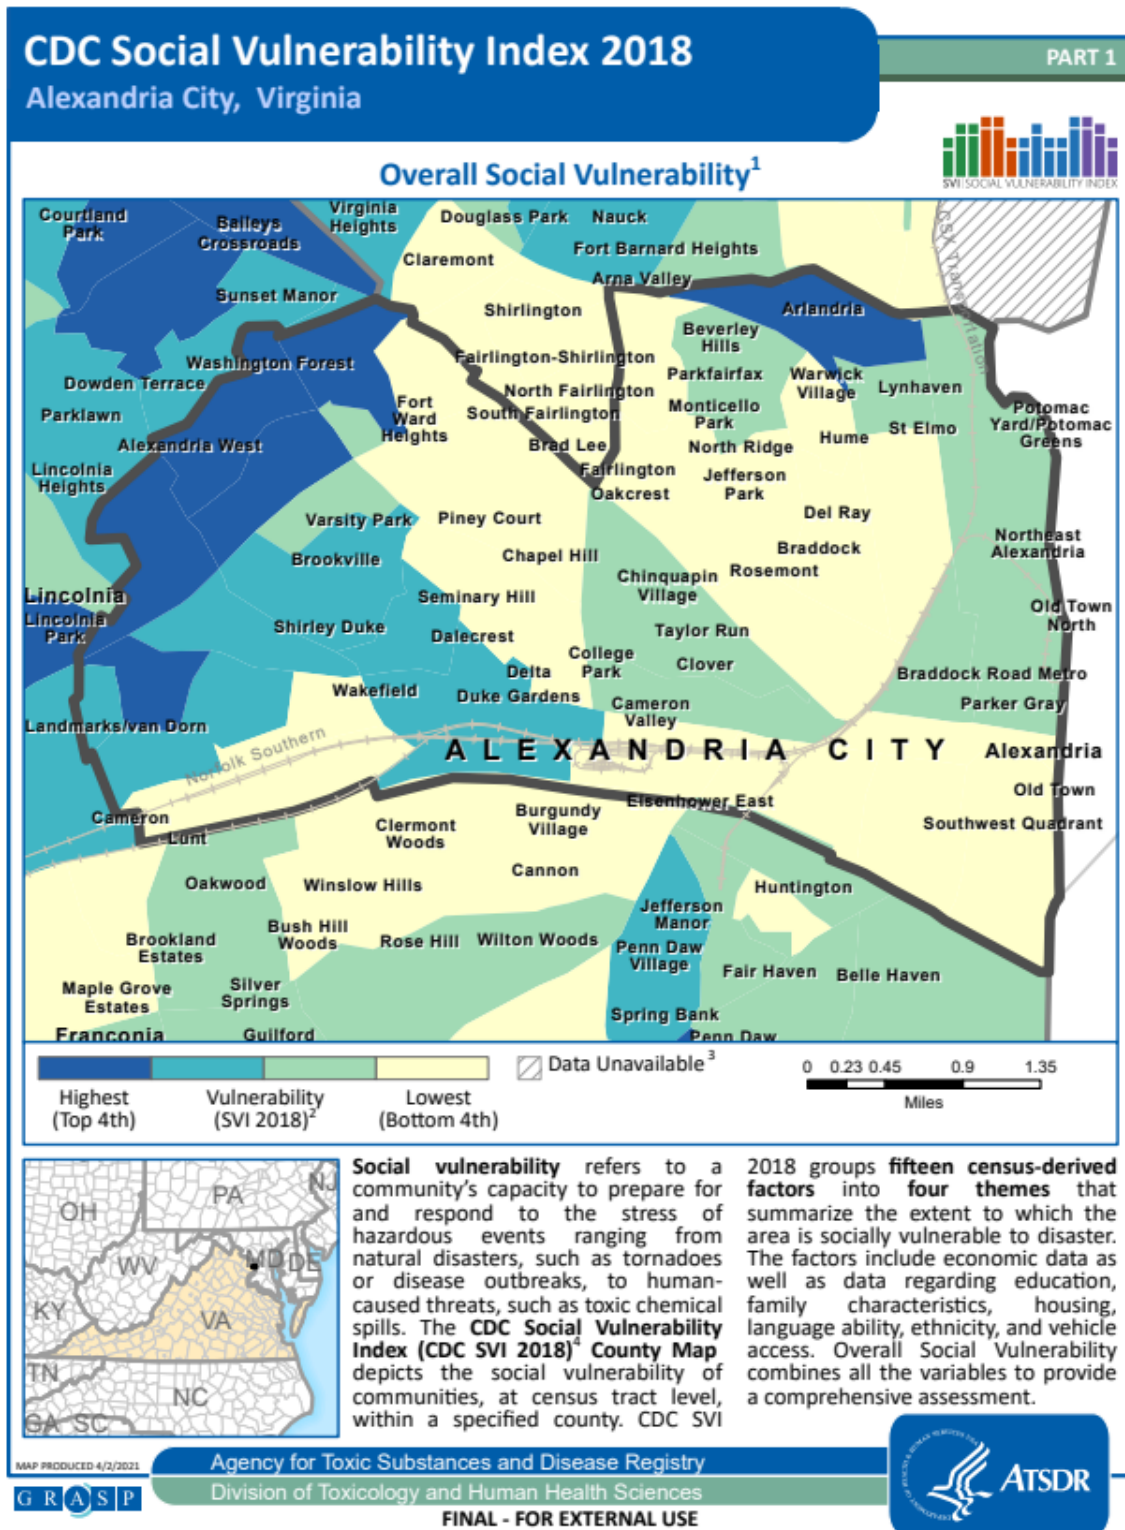 CDC Social Vulnerability Index 2018
PART 1
Alexandria City, Virginia
SVI SOCIAL VULNERABILITY INDEX
Overall Social Vulnerability1
Courtland
Park
Baileys
Crossroads
Virginia
Heights
Douglass Park
Nauck
Claremont
Fort Barnard Heights
Arna Valley
CSX Transportation
Sunset Manor
Shirlington
Arlandria
Beverley
Hills
Washington Forest
Fairlington-Shirlington
Dowden Terrace
North Fairlington
Parkfairfax
Warwick
Village
Lynhaven
Parklawn
Fort
Ward
Heights
South Fairlington
Monticello
Park
Potomac
Yard/Potomac
Greens
Alexandria West
Brad Lee
North Ridge
Hume
St Elmo
Lincolnia
Heights
Fairlington
Oakcrest
Jefferson
Park
Varsity Park
Piney Court
Del Ray
Brookville
Chapel Hill
Braddock
Northeast
Alexandria
Chinquapin
Village
Rosemont
Lincolnia
Lincolnia
Park
Seminary Hill
Old Town
North
Shirley Duke
Dalecrest
Taylor Run
College
Park
Clover
Delta
Braddock Road Metro
Wakefield
Duke Gardens
Cameron
Valley
Parker Gray
Landmarks/van Dorn
Norfolk Southern
ALEXANDRIA CITY
Alexandria
Old Town
Cameron
Eisenhower East
Lunt
Clermont
Woods
Burgundy
Village
Southwest Quadrant
Oakwood
Winslow Hills
Cannon
Huntington
Jefferson
Manor
Brookland
Estates
Bush Hill
Woods
Rose Hill
Wilton Woods
Penn Daw
Village
Fair Haven
Belle Haven
Maple Grove
Estates
Silver
Springs
Spring Bank
Franconia
Guilford
Penn Daw
Highest
(Top 4th)
Vulnerability
(SVI 2018)2
Lowest
(Bottom 4th)
Data Unavailable3
0 0.23 0.45 0.9 1.35
Miles
OH
PA
NJ
WV
MD
DE
KY
VA
TN
NC
GA
SC
Social vulnerability refers to a
community's capacity to prepare for
and respond to the stress of
hazardous events ranging from
natural disasters, such as tornadoes
or disease outbreaks, to human-
caused threats, such as toxic chemical
spills. The CDC Social Vulnerability
Index (CDC SVI 2018)4 County Map
depicts the social vulnerability of
communities, at census tract level,
within a specified county. CDC SVI
2018 groups fifteen census-derived
factors into four themes that
summarize the extent to which the
area is socially vulnerable to disaster.
The factors include economic data as
well as data regarding education,
family characteristics, housing,
language ability, ethnicity, and vehicle
access. Overall Social Vulnerability
combines all the variables to provide
a comprehensive assessment.
MAP PRODUCED 4/2/2021
GRASP
Agency for Toxic Substances and Disease Registry
Division of Toxicology and Human Health Sciences
FINAL - FOR EXTERNAL USE
ATSDR